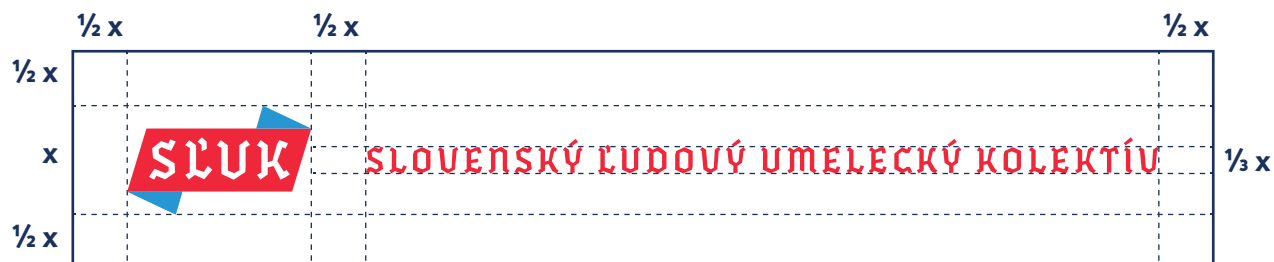 ½ x ½ x ½ x
½ x
x
SĽUK SLOVENSKÝ ĽUDOVÝ UMELECKÝ KOLEKTÍV
⅓ x
½ x